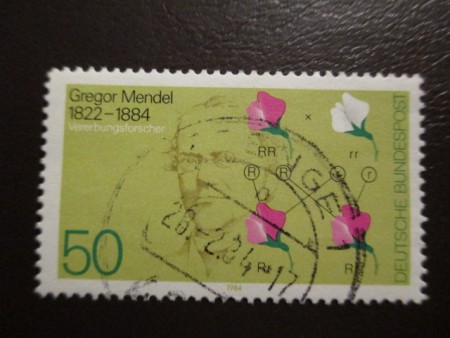 Gregor Mendel
1822-1884
Vererbungsforscher
×
RR
rr
R
R
r
r
Rr
Rr
50
DEUTSCHE BUNDESPOST
1984